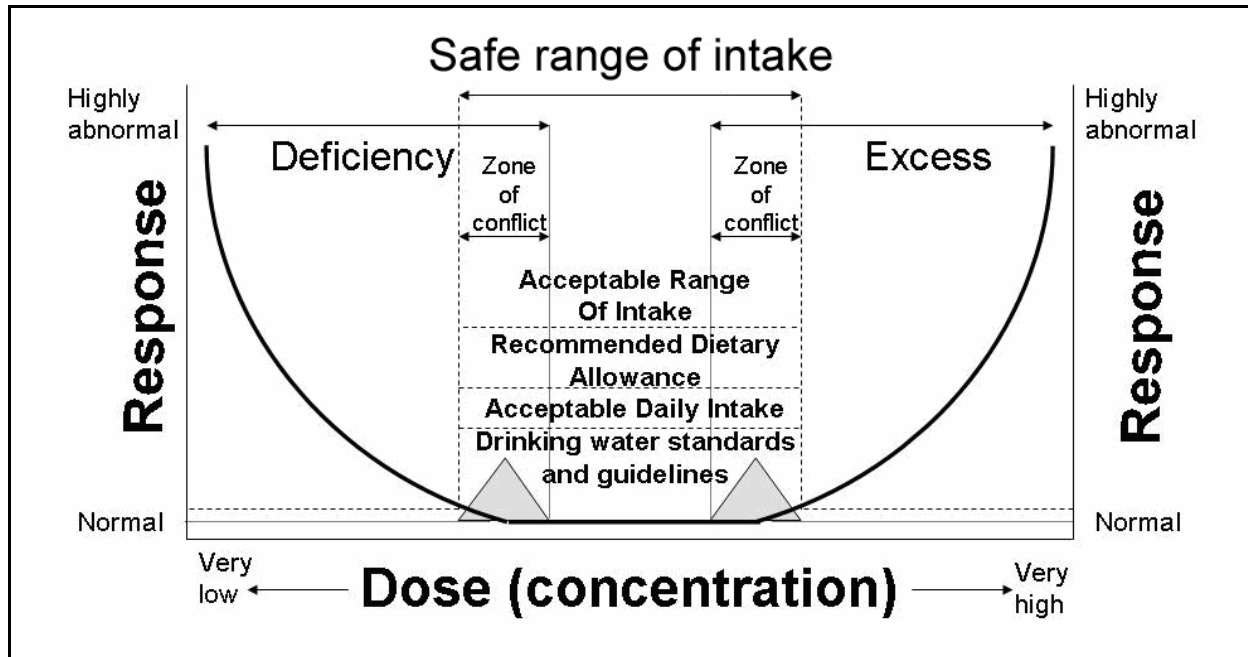 Safe range of intake
Highly
abnormal
Highly
abnormal
Deficiency
Excess
Zone
of
conflict
Zone
of
conflict
Response
Response
Acceptable Range
Of Intake
Recommended Dietary
Allowance
Acceptable Daily Intake
Drinking water standards
and guidelines
Normal
Normal
Very
low
Dose (concentration)
Very
high